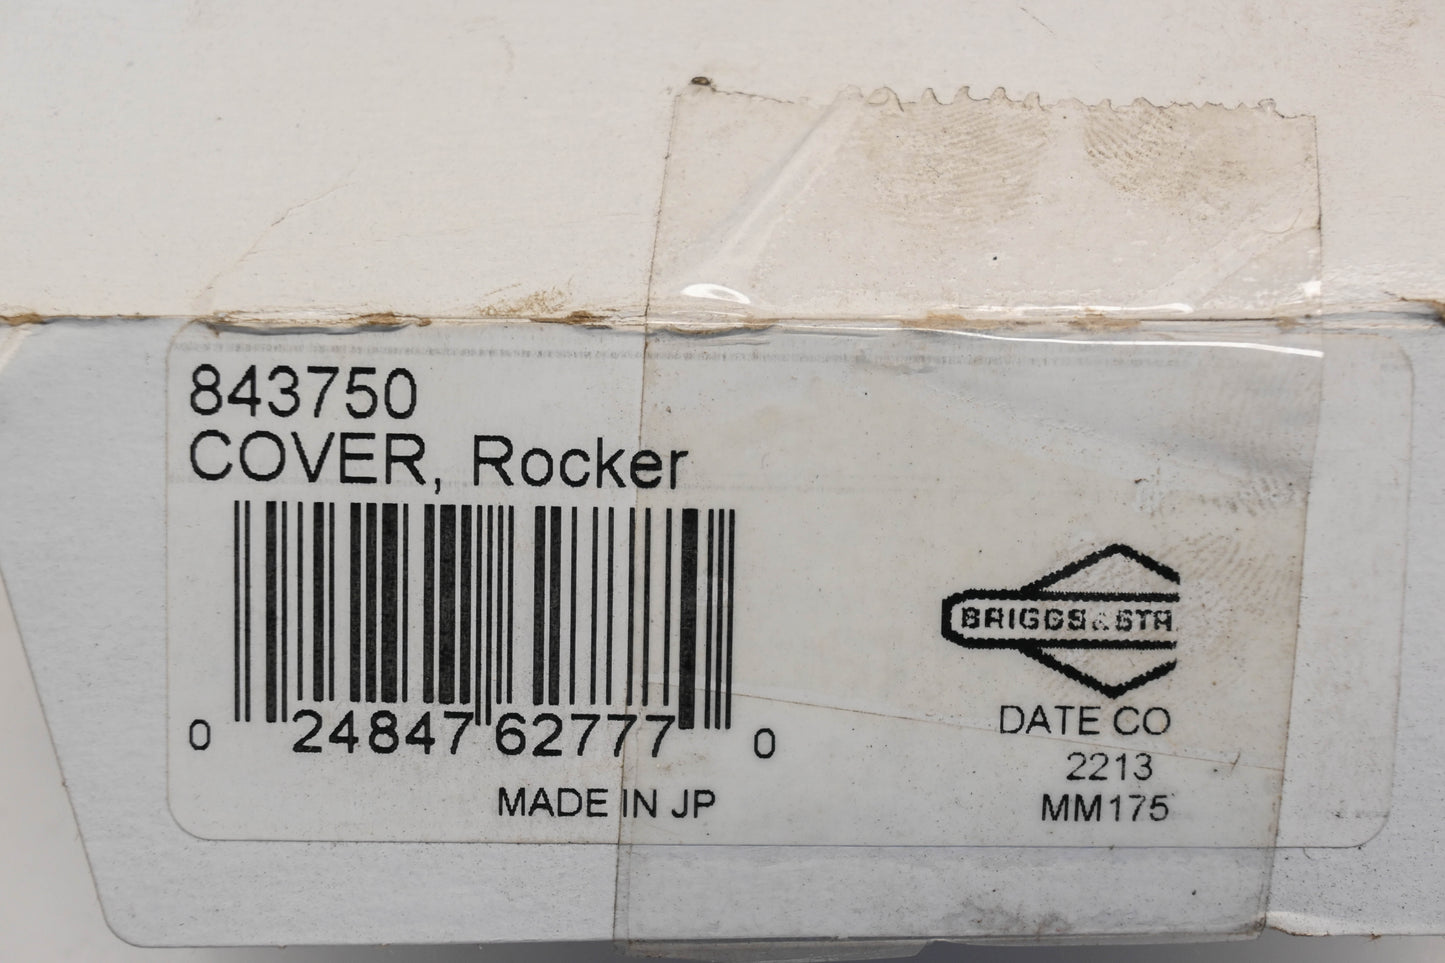 843750
COVER, Rocker
0 24847 62777 0
MADE IN JP
BRIGGS & STR
DATE CO
2213
MM175